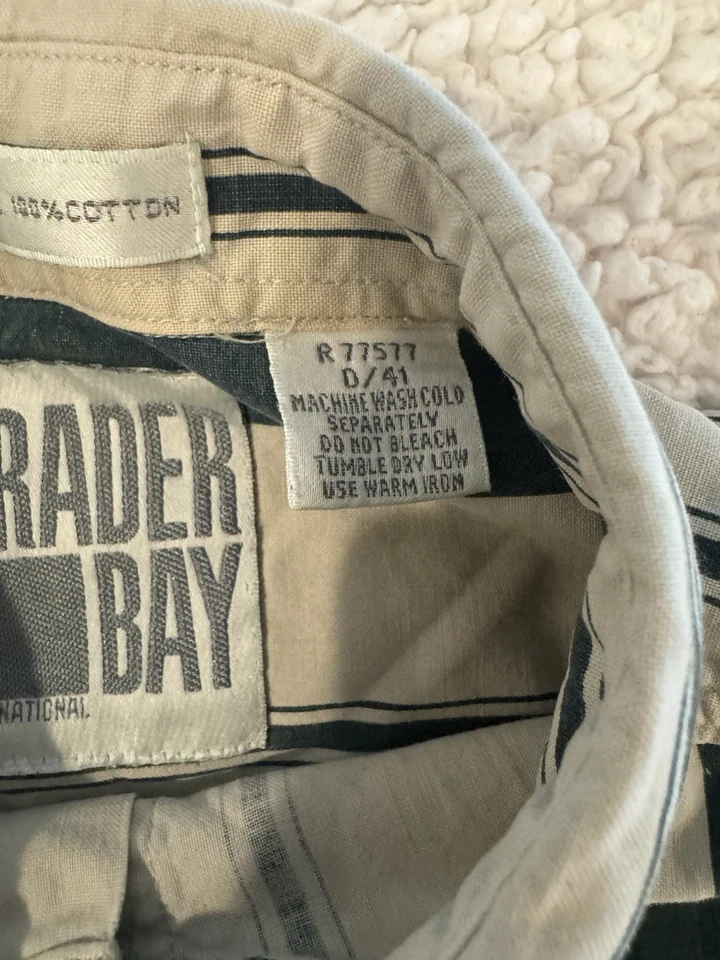 100% COTTON
R 77577
D/41
MACHINE WASH COLD
SEPARATELY
DO NOT BLEACH
TUMBLE DRY LOW
USE WARM IRON
RADER
BAY
NATIONAL